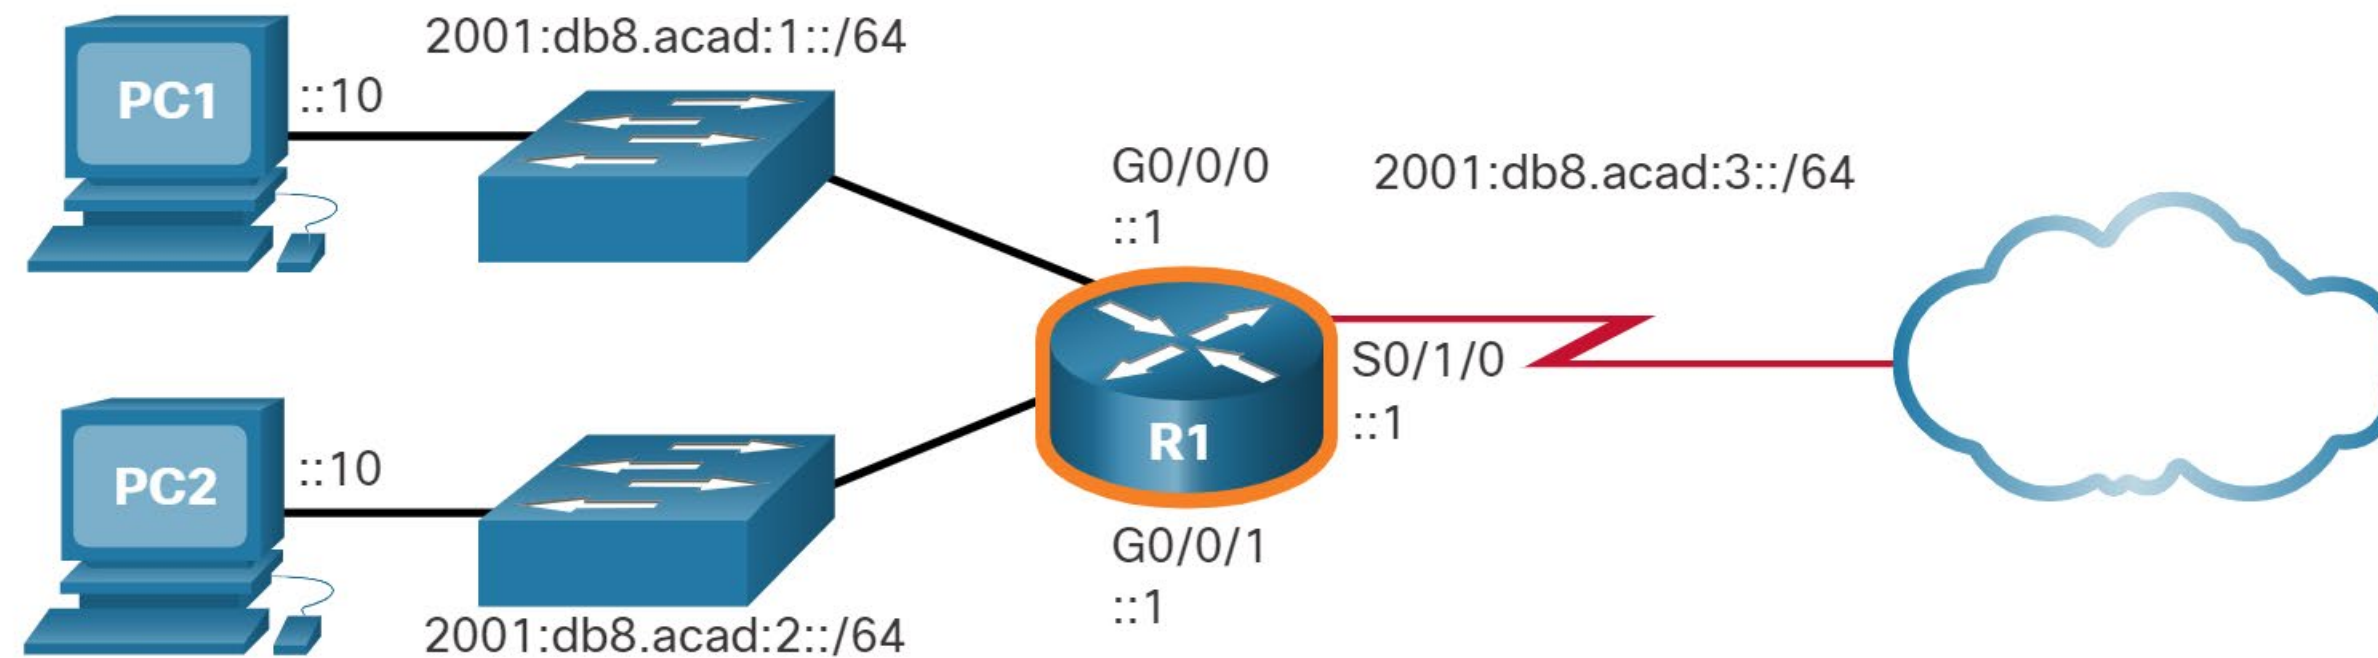 2001:db8.acad:1::/64
PC1
::10
G0/0/0
::1
2001:db8.acad:3::/64
S0/1/0
::1
R1
PC2
::10
G0/0/1
::1
2001:db8.acad:2::/64